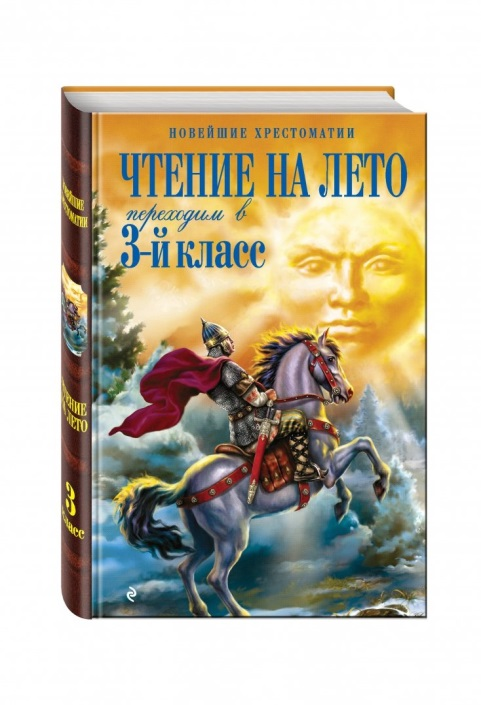 НОВЕЙШИЕ ХРЕСТОМАТИИ
ЧТЕНИЕ НА ЛЕТО
переходим в
3-й класс
НОВЕЙШИЕ
ХРЕСТОМАТИИ
ЧТЕНИЕ
НА ЛЕТО
3
класс